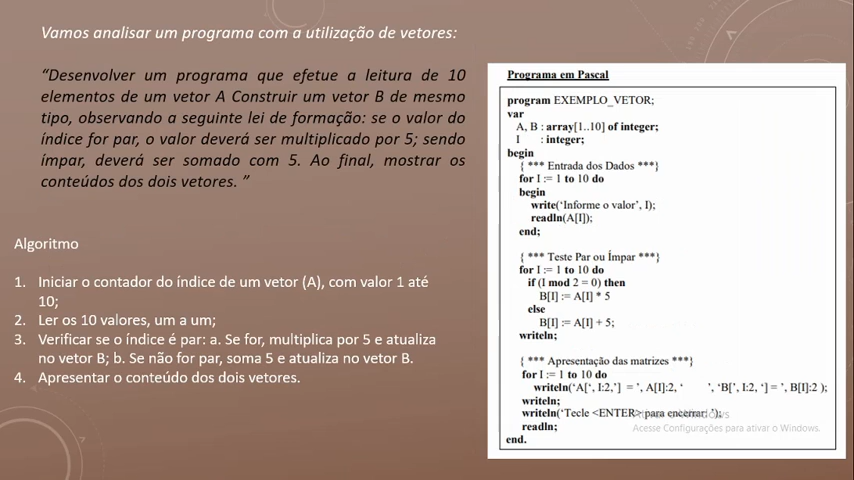 Vamos analisar um programa com a utilização de vetores:
“Desenvolver um programa que efetue a leitura de 10
elementos de um vetor A Construir um vetor B de mesmo
tipo, observando a seguinte lei de formação: se o valor do
índice for par, o valor deverá ser multiplicado por 5; sendo
ímpar, deverá ser somado com 5. Ao final, mostrar os
conteúdos dos dois vetores. ”
Algoritmo
1. Iniciar o contador do índice de um vetor (A), com valor 1 até
10;
2. Ler os 10 valores, um a um;
3. Verificar se o índice é par: a. Se for, multiplica por 5 e atualiza
no vetor B; b. Se não for par, soma 5 e atualiza no vetor B.
4. Apresentar o conteúdo dos dois vetores.
Programa em Pascal
program EXEMPLO_VETOR;
var
A, B : array[1..10] of integer;
I : integer;
begin
{ *** Entrada dos Dados ***}
for I := 1 to 10 do
begin
write(‘Informe o valor’, I);
readln(A[I]);
end;
{ *** Teste Par ou Ímpar ***}
for I := 1 to 10 do
if (I mod 2 = 0) then
B[I] := A[I] * 5
else
B[I] := A[I] + 5;
writeln;
{ *** Apresentação das matrizes ***}
for I := 1 to 10 do
writeln(‘A[‘, I:2,’] = ’, A[I]:2, ‘ ’, ‘B[’, I:2, ‘] = ’, B[I]:2 );
writeln;
writeln(‘Tecle <ENTER> para encerrar: ’);
readln;
end.
Ativar o Windows
Acesse Configurações para ativar o Windows.